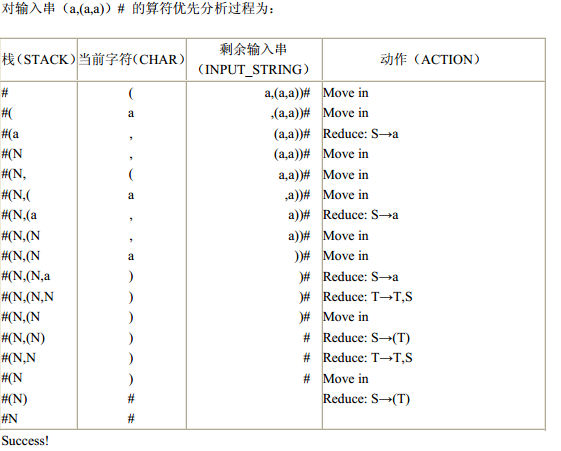 对输入串（a,(a,a)）# 的算符优先分析过程为：
栈（STACK） 当前字符（CHAR） 剩余输入串（INPUT_STRING） 动作（ACTION）
# ( a,(a,a))# Move in
#( a ,(a,a))# Move in
#(a , (a,a))# Reduce: S→a
#(N , (a,a))# Move in
#(N, ( a,a))# Move in
#(N,( a ,a))# Move in
#(N,(a , a))# Reduce: S→a
#(N,(N , a))# Move in
#(N,(N a ))# Move in
#(N,(N,a ) )# Reduce: S→a
#(N,(N,N ) )# Reduce: T→T,S
#(N,(N ) )# Move in
#(N,(N) ) # Reduce: S→(T)
#(N,N ) # Reduce: T→T,S
#(N ) # Move in
#(N) # Reduce: S→(T)
#N #
Success!